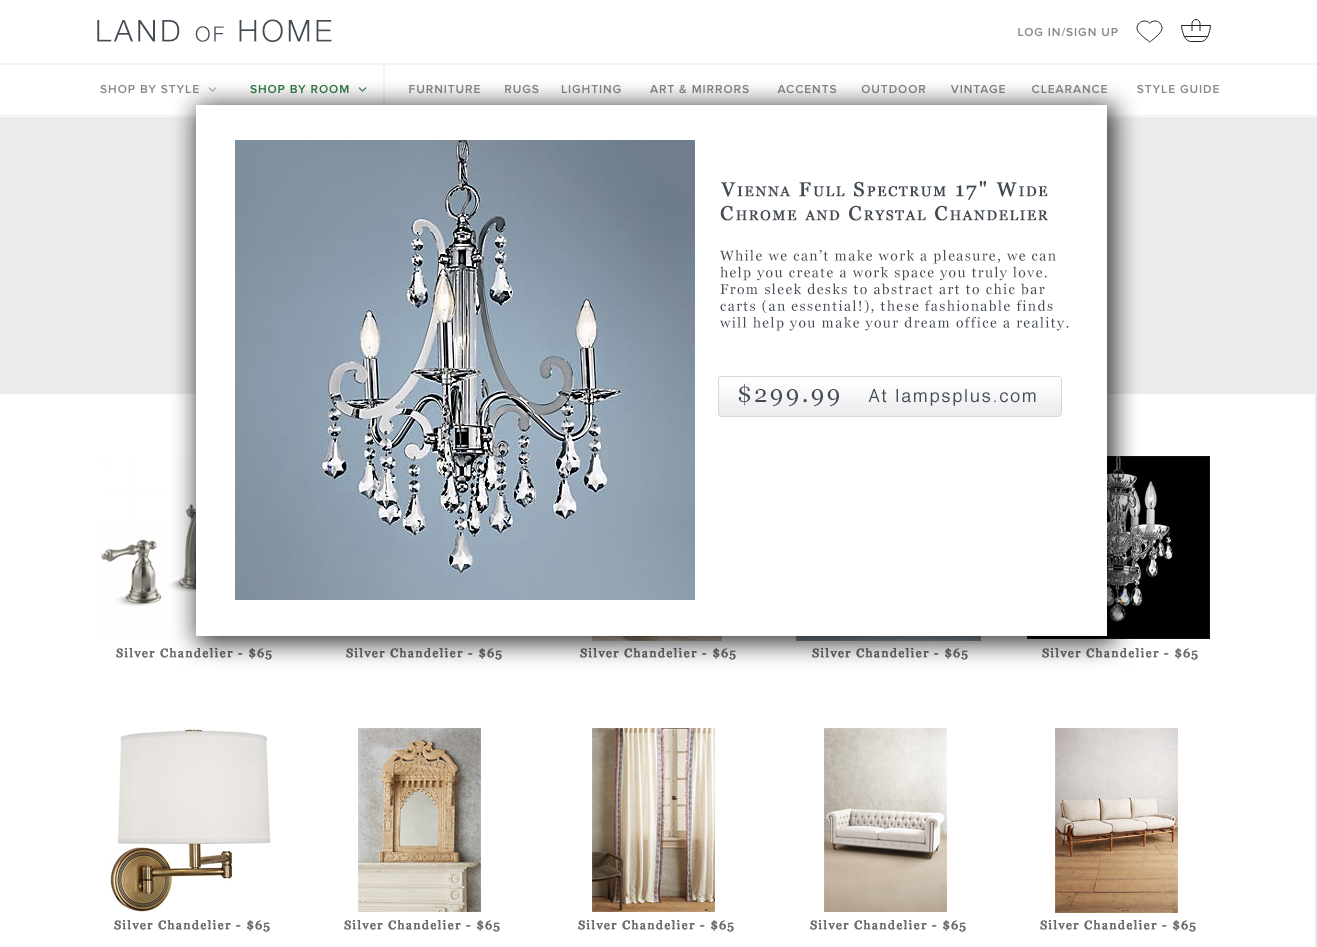 LAND OF HOME
LOG IN/SIGN UP
SHOP BY STYLE SHOP BY ROOM FURNITURE RUGS LIGHTING ART & MIRRORS ACCENTS OUTDOOR VINTAGE CLEARANCE STYLE GUIDE
Vienna Full Spectrum 17" Wide
Chrome and Crystal Chandelier
While we can’t make work a pleasure, we can
help you create a work space you truly love.
From sleek desks to abstract art to chic bar
carts (an essential!), these fashionable finds
will help you make your dream office a reality.
$299.99 At lampsplus.com
Silver Chandelier - $65 Silver Chandelier - $65 Silver Chandelier - $65 Silver Chandelier - $65 Silver Chandelier - $65
Silver Chandelier - $65 Silver Chandelier - $65 Silver Chandelier - $65 Silver Chandelier - $65 Silver Chandelier - $65